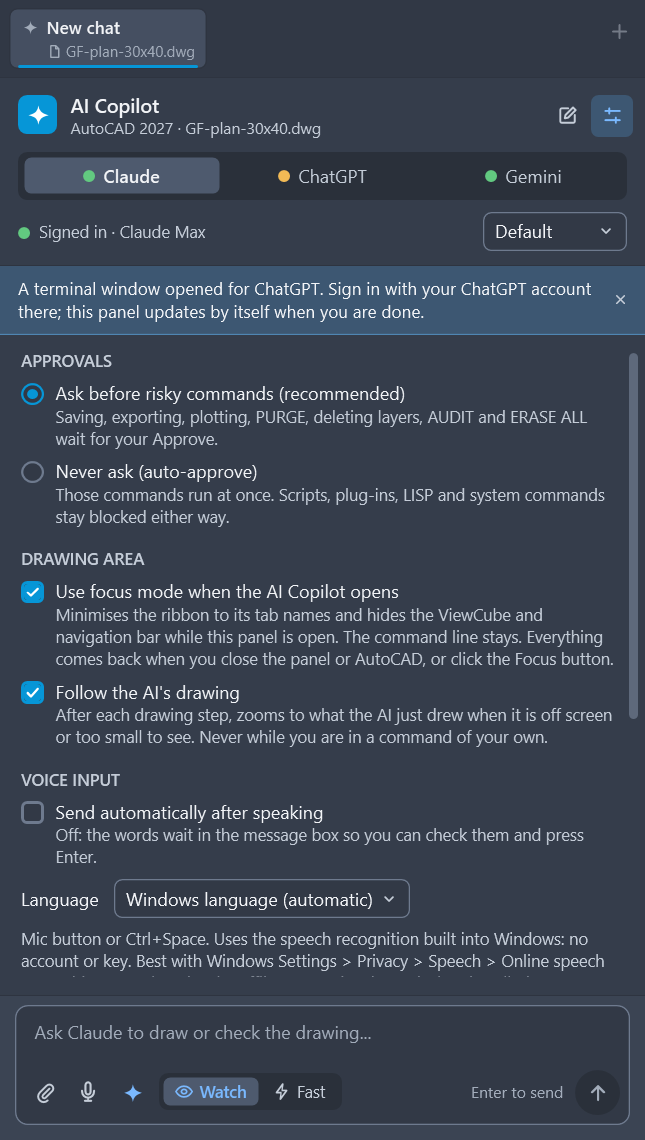 New chat
GF-plan-30x40.dwg
AI Copilot
AutoCAD 2027 · GF-plan-30x40.dwg
Claude
ChatGPT
Gemini
Signed in · Claude Max
Default
A terminal window opened for ChatGPT. Sign in with your ChatGPT account
there; this panel updates by itself when you are done.
APPROVALS
Ask before risky commands (recommended)
Saving, exporting, plotting, PURGE, deleting layers, AUDIT and ERASE ALL
wait for your Approve.
Never ask (auto-approve)
Those commands run at once. Scripts, plug-ins, LISP and system commands
stay blocked either way.
DRAWING AREA
Use focus mode when the AI Copilot opens
Minimises the ribbon to its tab names and hides the ViewCube and
navigation bar while this panel is open. The command line stays. Everything
comes back when you close the panel or AutoCAD, or click the Focus button.
Follow the AI's drawing
After each drawing step, zooms to what the AI just drew when it is off screen
or too small to see. Never while you are in a command of your own.
VOICE INPUT
Send automatically after speaking
Off: the words wait in the message box so you can check them and press
Enter.
Language
Windows language (automatic)
Mic button or Ctrl+Space. Uses the speech recognition built into Windows: no
account or key. Best with Windows Settings > Privacy > Speech > Online speech
Ask Claude to draw or check the drawing...
Watch
Fast
Enter to send